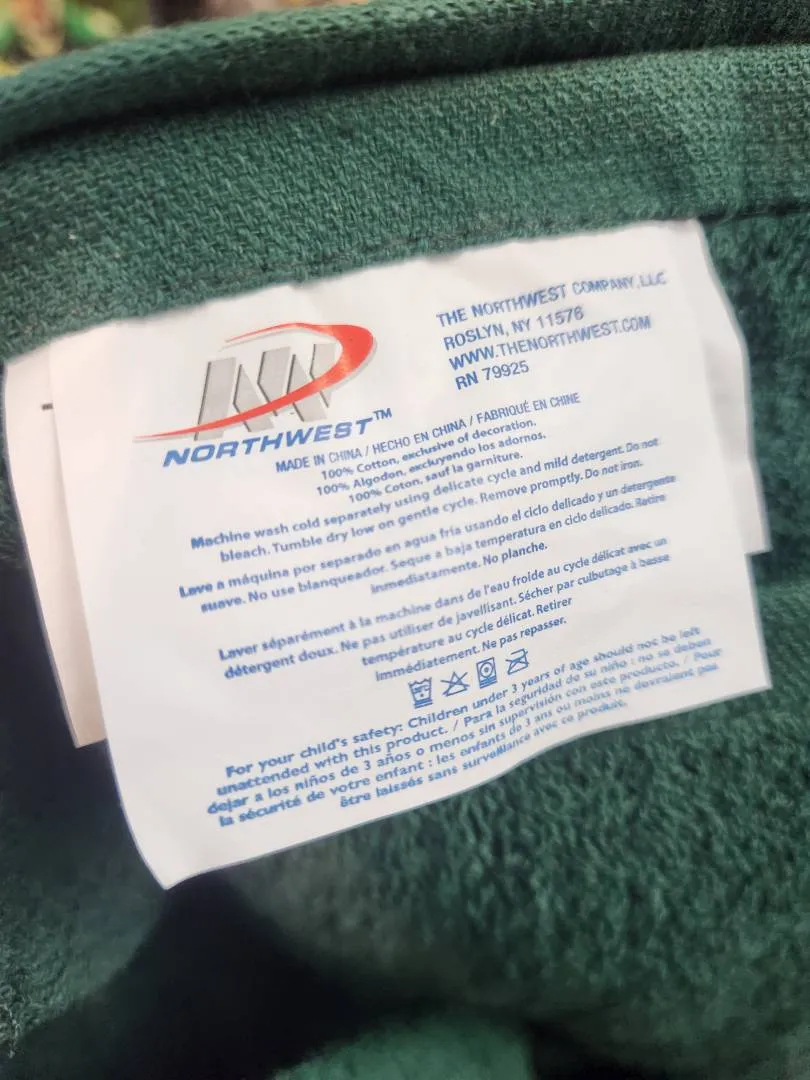 THE NORTHWEST COMPANY, LLC
ROSLYN, NY 11576
WWW.THENORTHWEST.COM
RN 79925
NORTHWEST™
MADE IN CHINA / HECHO EN CHINA / FABRIQUÉ EN CHINE
100% Cotton, exclusive of decoration.
100% Algodon, excluyendo los adornos.
100% Coton, sauf la garniture.
Machine wash cold separately using delicate cycle and mild detergent. Do not
bleach. Tumble dry low on gentle cycle. Remove promptly. Do not iron.
Lave a máquina por separado en agua fría usando el ciclo delicado y un detergente
suave. No use blanqueador. Seque a baja temperatura en ciclo delicado. Retire
inmediatamente. No planche.
Laver séparément à la machine dans de l'eau froide au cycle délicat avec un
détergent doux. Ne pas utiliser de javellisant. Sécher par culbutage à basse
température au cycle délicat. Retirer
immédiatement. Ne pas repasser.
For your child's safety: Children under 3 years of age should not be left
unattended with this product. / Para la seguridad de su niño : no se deben
dejar a los niños de 3 años o menos sin supervisión con este producto. / Pour
la sécurité de votre enfant : les enfants de 3 ans ou moins ne devraient pas
être laissés sans surveillance avec ce produit.